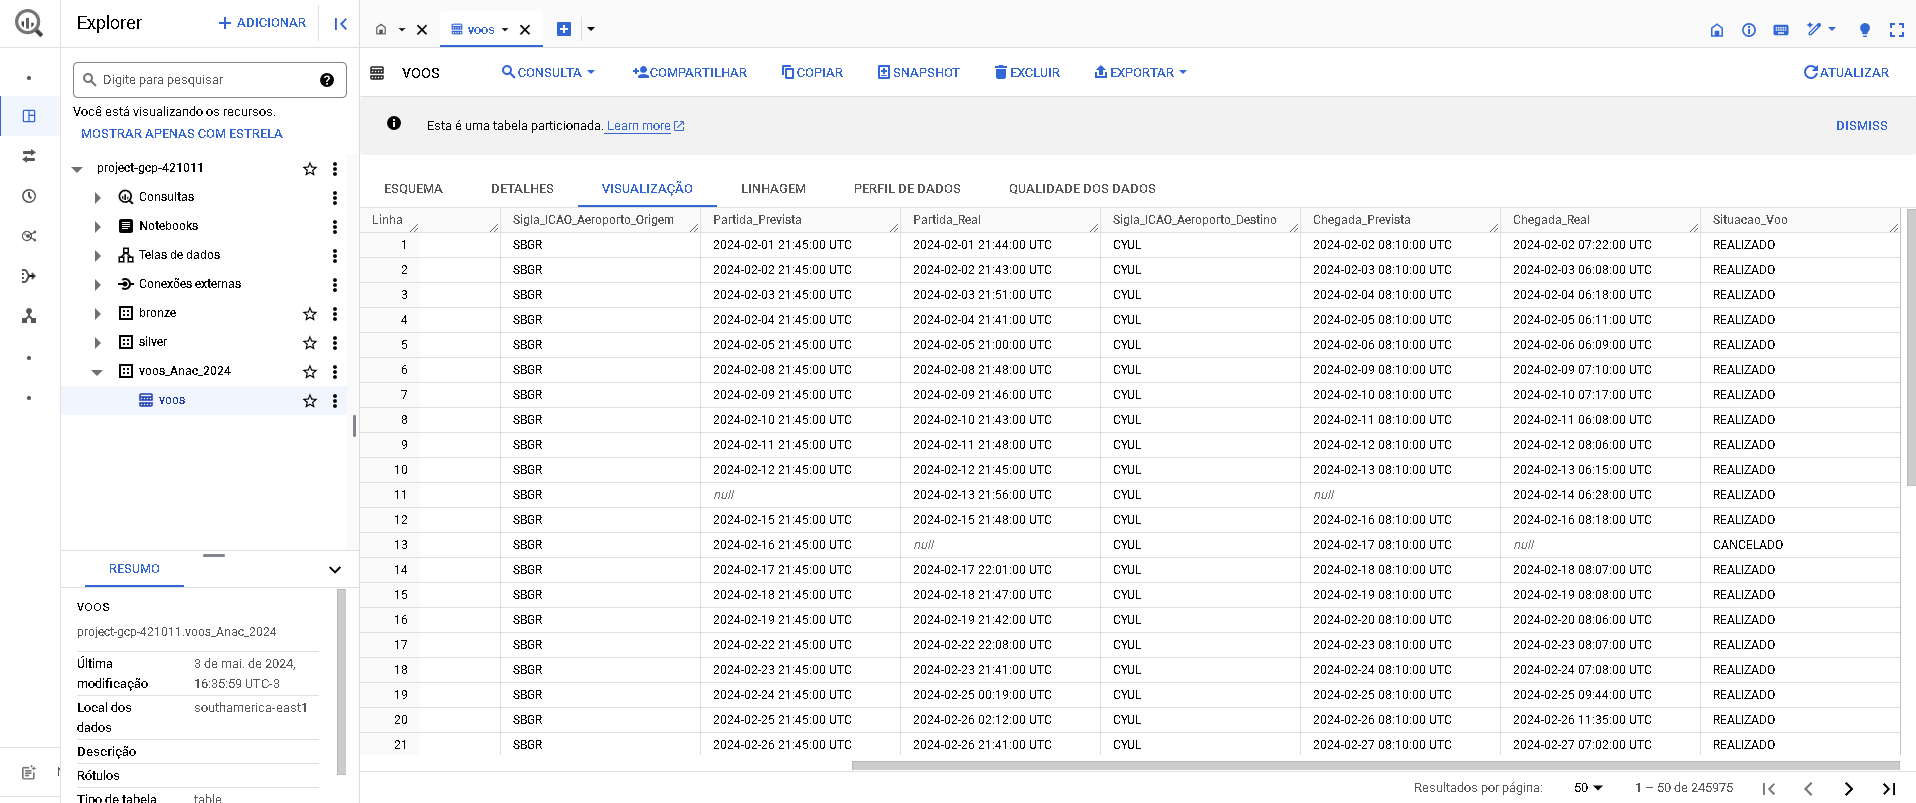 Explorer
ADICIONAR
Digite para pesquisar
Você está visualizando os recursos.
MOSTRAR APENAS COM ESTRELA
project-gcp-421011
Consultas
Notebooks
Telas de dados
Conexões externas
bronze
silver
voos_Anac_2024
voos
RESUMO
voos
project-gcp-421011.voos_Anac_2024
Última modificação 3 de mai. de 2024, 16:35:59 UTC-3
Local dos dados southamerica-east1
Descrição
Rótulos
Tipo de tabela table
voos
VOOS CONSULTA COMPARTILHAR COPIAR SNAPSHOT EXCLUIR EXPORTAR ATUALIZAR
Esta é uma tabela particionada. Learn more DISMISS
ESQUEMA DETALHES VISUALIZAÇÃO LINHAGEM PERFIL DE DADOS QUALIDADE DOS DADOS
Linha Sigla_ICAO_Aeroporto_Origem Partida_Prevista Partida_Real Sigla_ICAO_Aeroporto_Destino Chegada_Prevista Chegada_Real Situacao_Voo
1 SBGR 2024-02-01 21:45:00 UTC 2024-02-01 21:44:00 UTC CYUL 2024-02-02 08:10:00 UTC 2024-02-02 07:22:00 UTC REALIZADO
2 SBGR 2024-02-02 21:45:00 UTC 2024-02-02 21:43:00 UTC CYUL 2024-02-03 08:10:00 UTC 2024-02-03 06:08:00 UTC REALIZADO
3 SBGR 2024-02-03 21:45:00 UTC 2024-02-03 21:51:00 UTC CYUL 2024-02-04 08:10:00 UTC 2024-02-04 06:18:00 UTC REALIZADO
4 SBGR 2024-02-04 21:45:00 UTC 2024-02-04 21:41:00 UTC CYUL 2024-02-05 08:10:00 UTC 2024-02-05 06:11:00 UTC REALIZADO
5 SBGR 2024-02-05 21:45:00 UTC 2024-02-05 21:00:00 UTC CYUL 2024-02-06 08:10:00 UTC 2024-02-06 06:09:00 UTC REALIZADO
6 SBGR 2024-02-08 21:45:00 UTC 2024-02-08 21:48:00 UTC CYUL 2024-02-09 08:10:00 UTC 2024-02-09 07:10:00 UTC REALIZADO
7 SBGR 2024-02-09 21:45:00 UTC 2024-02-09 21:46:00 UTC CYUL 2024-02-10 08:10:00 UTC 2024-02-10 07:17:00 UTC REALIZADO
8 SBGR 2024-02-10 21:45:00 UTC 2024-02-10 21:43:00 UTC CYUL 2024-02-11 08:10:00 UTC 2024-02-11 06:08:00 UTC REALIZADO
9 SBGR 2024-02-11 21:45:00 UTC 2024-02-11 21:48:00 UTC CYUL 2024-02-12 08:10:00 UTC 2024-02-12 08:06:00 UTC REALIZADO
10 SBGR 2024-02-12 21:45:00 UTC 2024-02-12 21:45:00 UTC CYUL 2024-02-13 08:10:00 UTC 2024-02-13 06:15:00 UTC REALIZADO
11 SBGR null 2024-02-13 21:56:00 UTC CYUL null 2024-02-14 06:28:00 UTC REALIZADO
12 SBGR 2024-02-15 21:45:00 UTC 2024-02-15 21:48:00 UTC CYUL 2024-02-16 08:10:00 UTC 2024-02-16 08:18:00 UTC REALIZADO
13 SBGR 2024-02-16 21:45:00 UTC null CYUL 2024-02-17 08:10:00 UTC null CANCELADO
14 SBGR 2024-02-17 21:45:00 UTC 2024-02-17 22:01:00 UTC CYUL 2024-02-18 08:10:00 UTC 2024-02-18 08:07:00 UTC REALIZADO
15 SBGR 2024-02-18 21:45:00 UTC 2024-02-18 21:47:00 UTC CYUL 2024-02-19 08:10:00 UTC 2024-02-19 08:08:00 UTC REALIZADO
16 SBGR 2024-02-19 21:45:00 UTC 2024-02-19 21:42:00 UTC CYUL 2024-02-20 08:10:00 UTC 2024-02-20 08:06:00 UTC REALIZADO
17 SBGR 2024-02-22 21:45:00 UTC 2024-02-22 22:08:00 UTC CYUL 2024-02-23 08:10:00 UTC 2024-02-23 08:07:00 UTC REALIZADO
18 SBGR 2024-02-23 21:45:00 UTC 2024-02-23 21:41:00 UTC CYUL 2024-02-24 08:10:00 UTC 2024-02-24 07:08:00 UTC REALIZADO
19 SBGR 2024-02-24 21:45:00 UTC 2024-02-25 00:19:00 UTC CYUL 2024-02-25 08:10:00 UTC 2024-02-25 09:44:00 UTC REALIZADO
20 SBGR 2024-02-25 21:45:00 UTC 2024-02-26 02:12:00 UTC CYUL 2024-02-26 08:10:00 UTC 2024-02-26 11:35:00 UTC REALIZADO
21 SBGR 2024-02-26 21:45:00 UTC 2024-02-26 21:41:00 UTC CYUL 2024-02-27 08:10:00 UTC 2024-02-27 07:02:00 UTC REALIZADO
Resultados por página: 50 1 – 50 de 245975